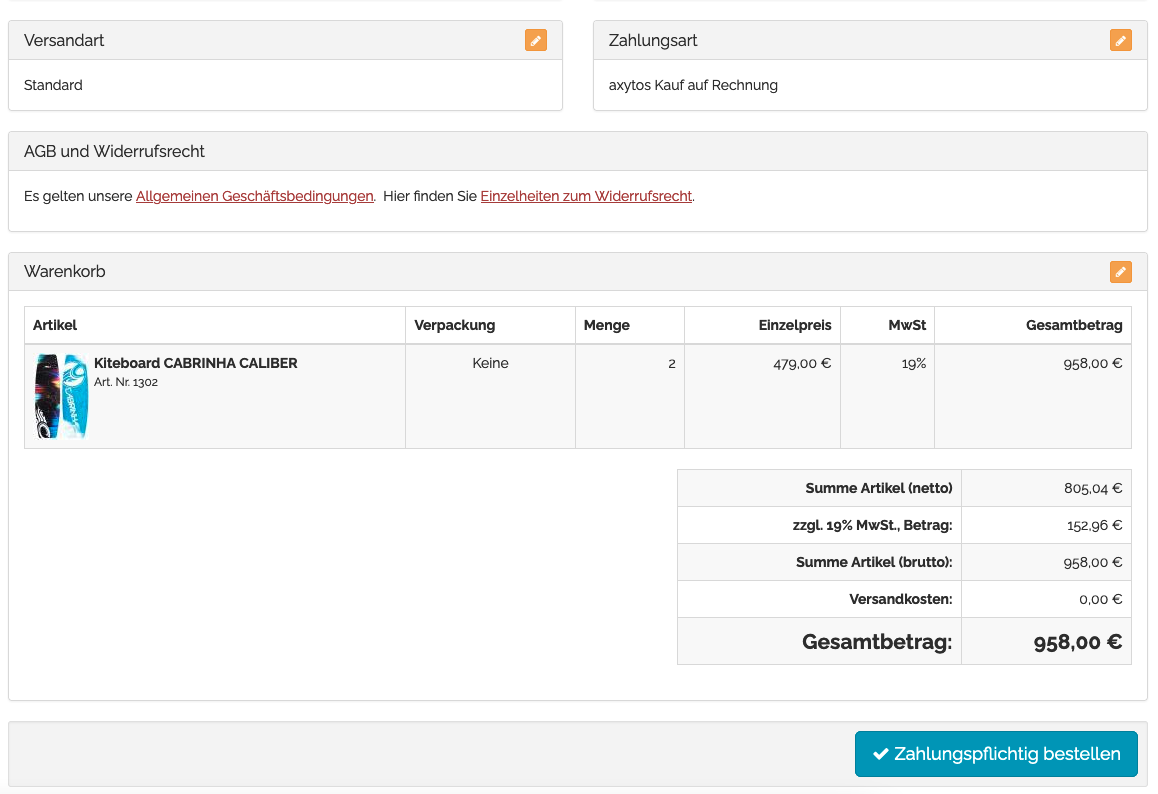 Versandart
Standard
Zahlungsart
axytos Kauf auf Rechnung
AGB und Widerrufsrecht
Es gelten unsere Allgemeinen Geschäftsbedingungen. Hier finden Sie Einzelheiten zum Widerrufsrecht.
Warenkorb
Artikel Verpackung Menge Einzelpreis MwSt Gesamtbetrag
Kiteboard CABRINHA CALIBER Keine 2 479,00 € 19% 958,00 €
Art. Nr. 1302
Summe Artikel (netto) 805,04 €
zzgl. 19% MwSt., Betrag: 152,96 €
Summe Artikel (brutto): 958,00 €
Versandkosten: 0,00 €
Gesamtbetrag: 958,00 €
Zahlungspflichtig bestellen